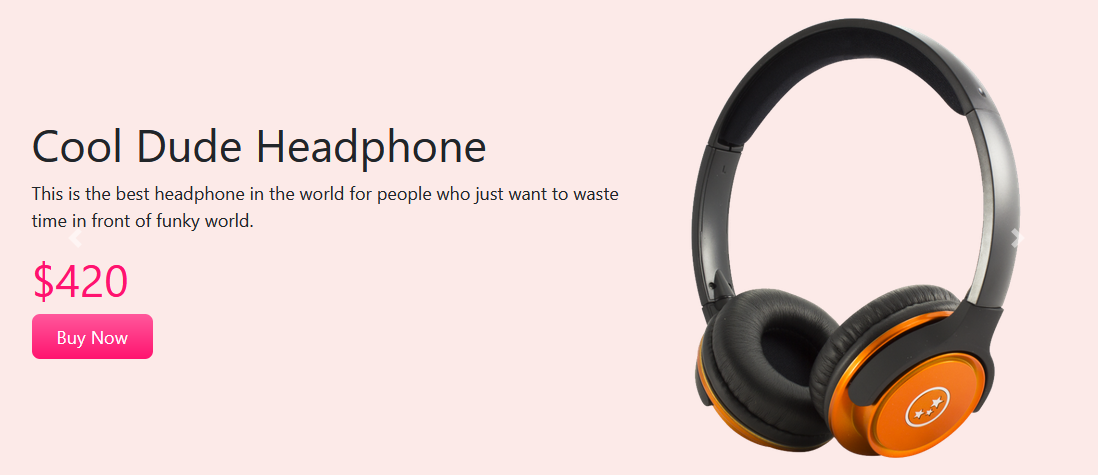 Cool Dude Headphone
This is the best headphone in the world for people who just want to waste
time in front of funky world.
$420
Buy Now
L